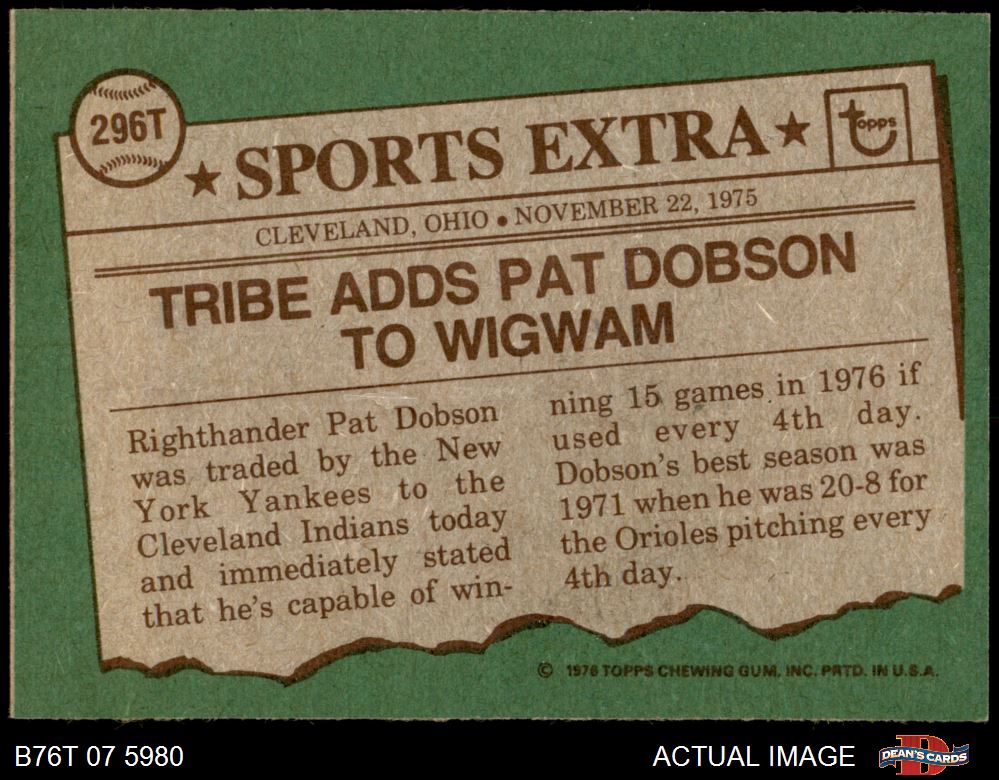 296T
★ SPORTS EXTRA ★
topps
CLEVELAND, OHIO • NOVEMBER 22, 1975
TRIBE ADDS PAT DOBSON
TO WIGWAM
Righthander Pat Dobson
was traded by the New
York Yankees to the
Cleveland Indians today
and immediately stated
that he's capable of win-
ning 15 games in 1976 if
used every 4th day.
Dobson's best season was
1971 when he was 20-8 for
the Orioles pitching every
4th day.
© 1976 TOPPS CHEWING GUM, INC. PRTD. IN U.S.A.
B76T 07 5980
ACTUAL IMAGE
DEAN'S CARDS